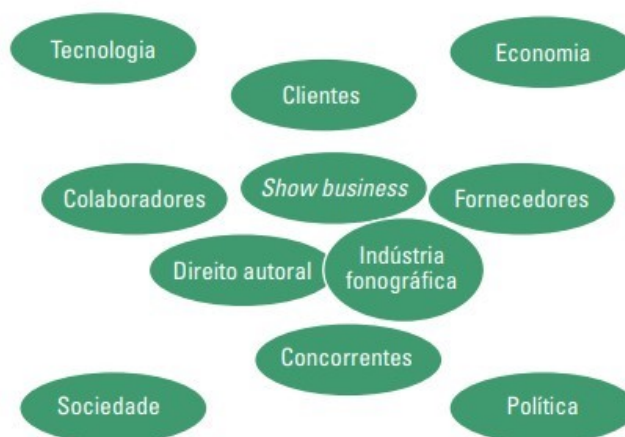 Tecnologia
Economia
Clientes
Colaboradores
Show business
Fornecedores
Direito autoral
Indústria
fonográfica
Concorrentes
Sociedade
Política